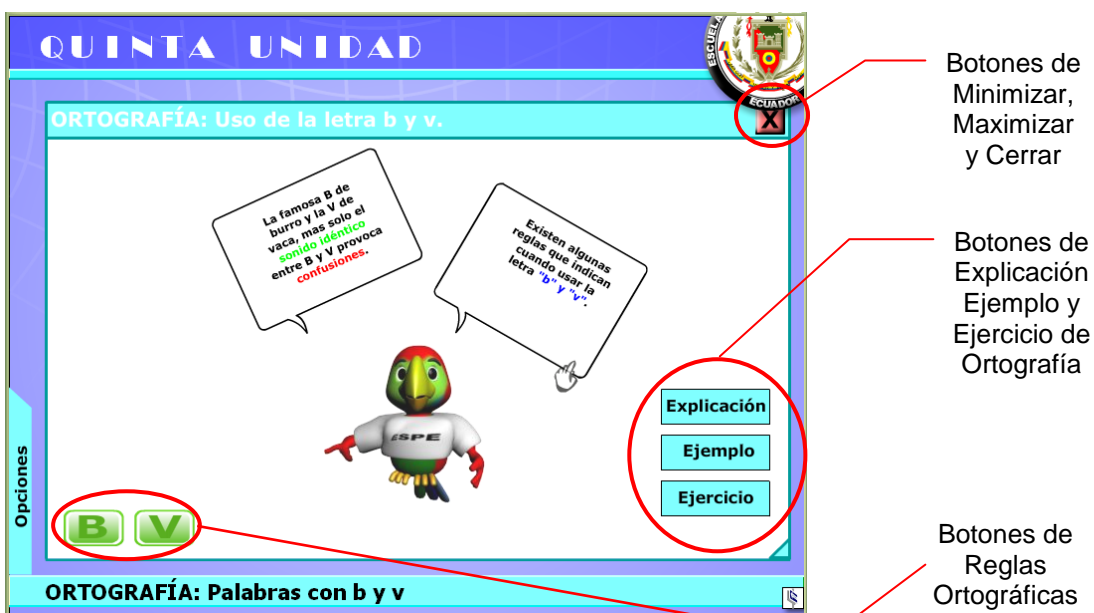 QUINTA UNIDAD
ESCUELA
ECUADOR
ORTOGRAFÍA: Uso de la letra b y v.
X
La famosa B de
burro y la V de
vaca, mas solo el
sonido idéntico
entre B y V provoca
confusiones.
Existen algunas
reglas que indican
cuando usar la
letra "b" y "v".
ESPE
Explicación
Ejemplo
Ejercicio
Opciones
B V
ORTOGRAFÍA: Palabras con b y v
Botones de
Minimizar,
Maximizar
y Cerrar
Botones de
Explicación
Ejemplo y
Ejercicio de
Ortografía
Botones de
Reglas
Ortográficas